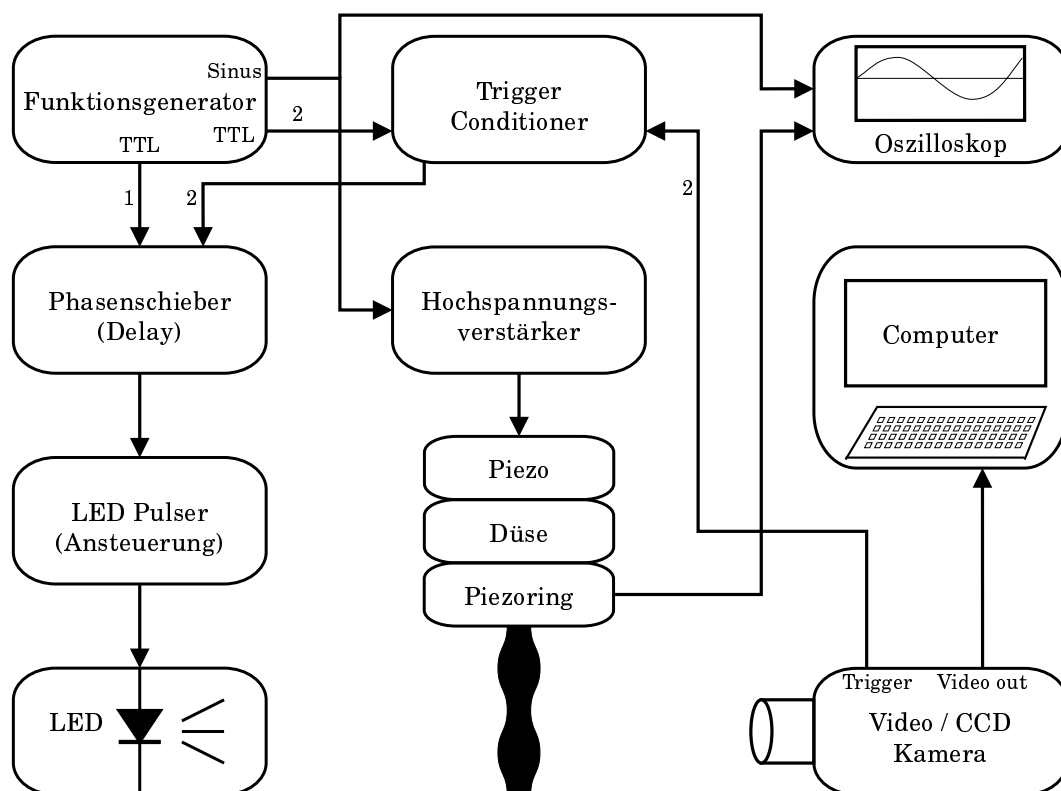 Sinus
Funktionsgenerator
TTL
TTL
2
1
2
Trigger
Conditioner
Oszilloskop
2
Phasenschieber
(Delay)
Hochspannungs-
verstärker
Computer
LED Pulser
(Ansteuerung)
Piezo
Düse
Piezoring
LED
Trigger
Video out
Video / CCD
Kamera